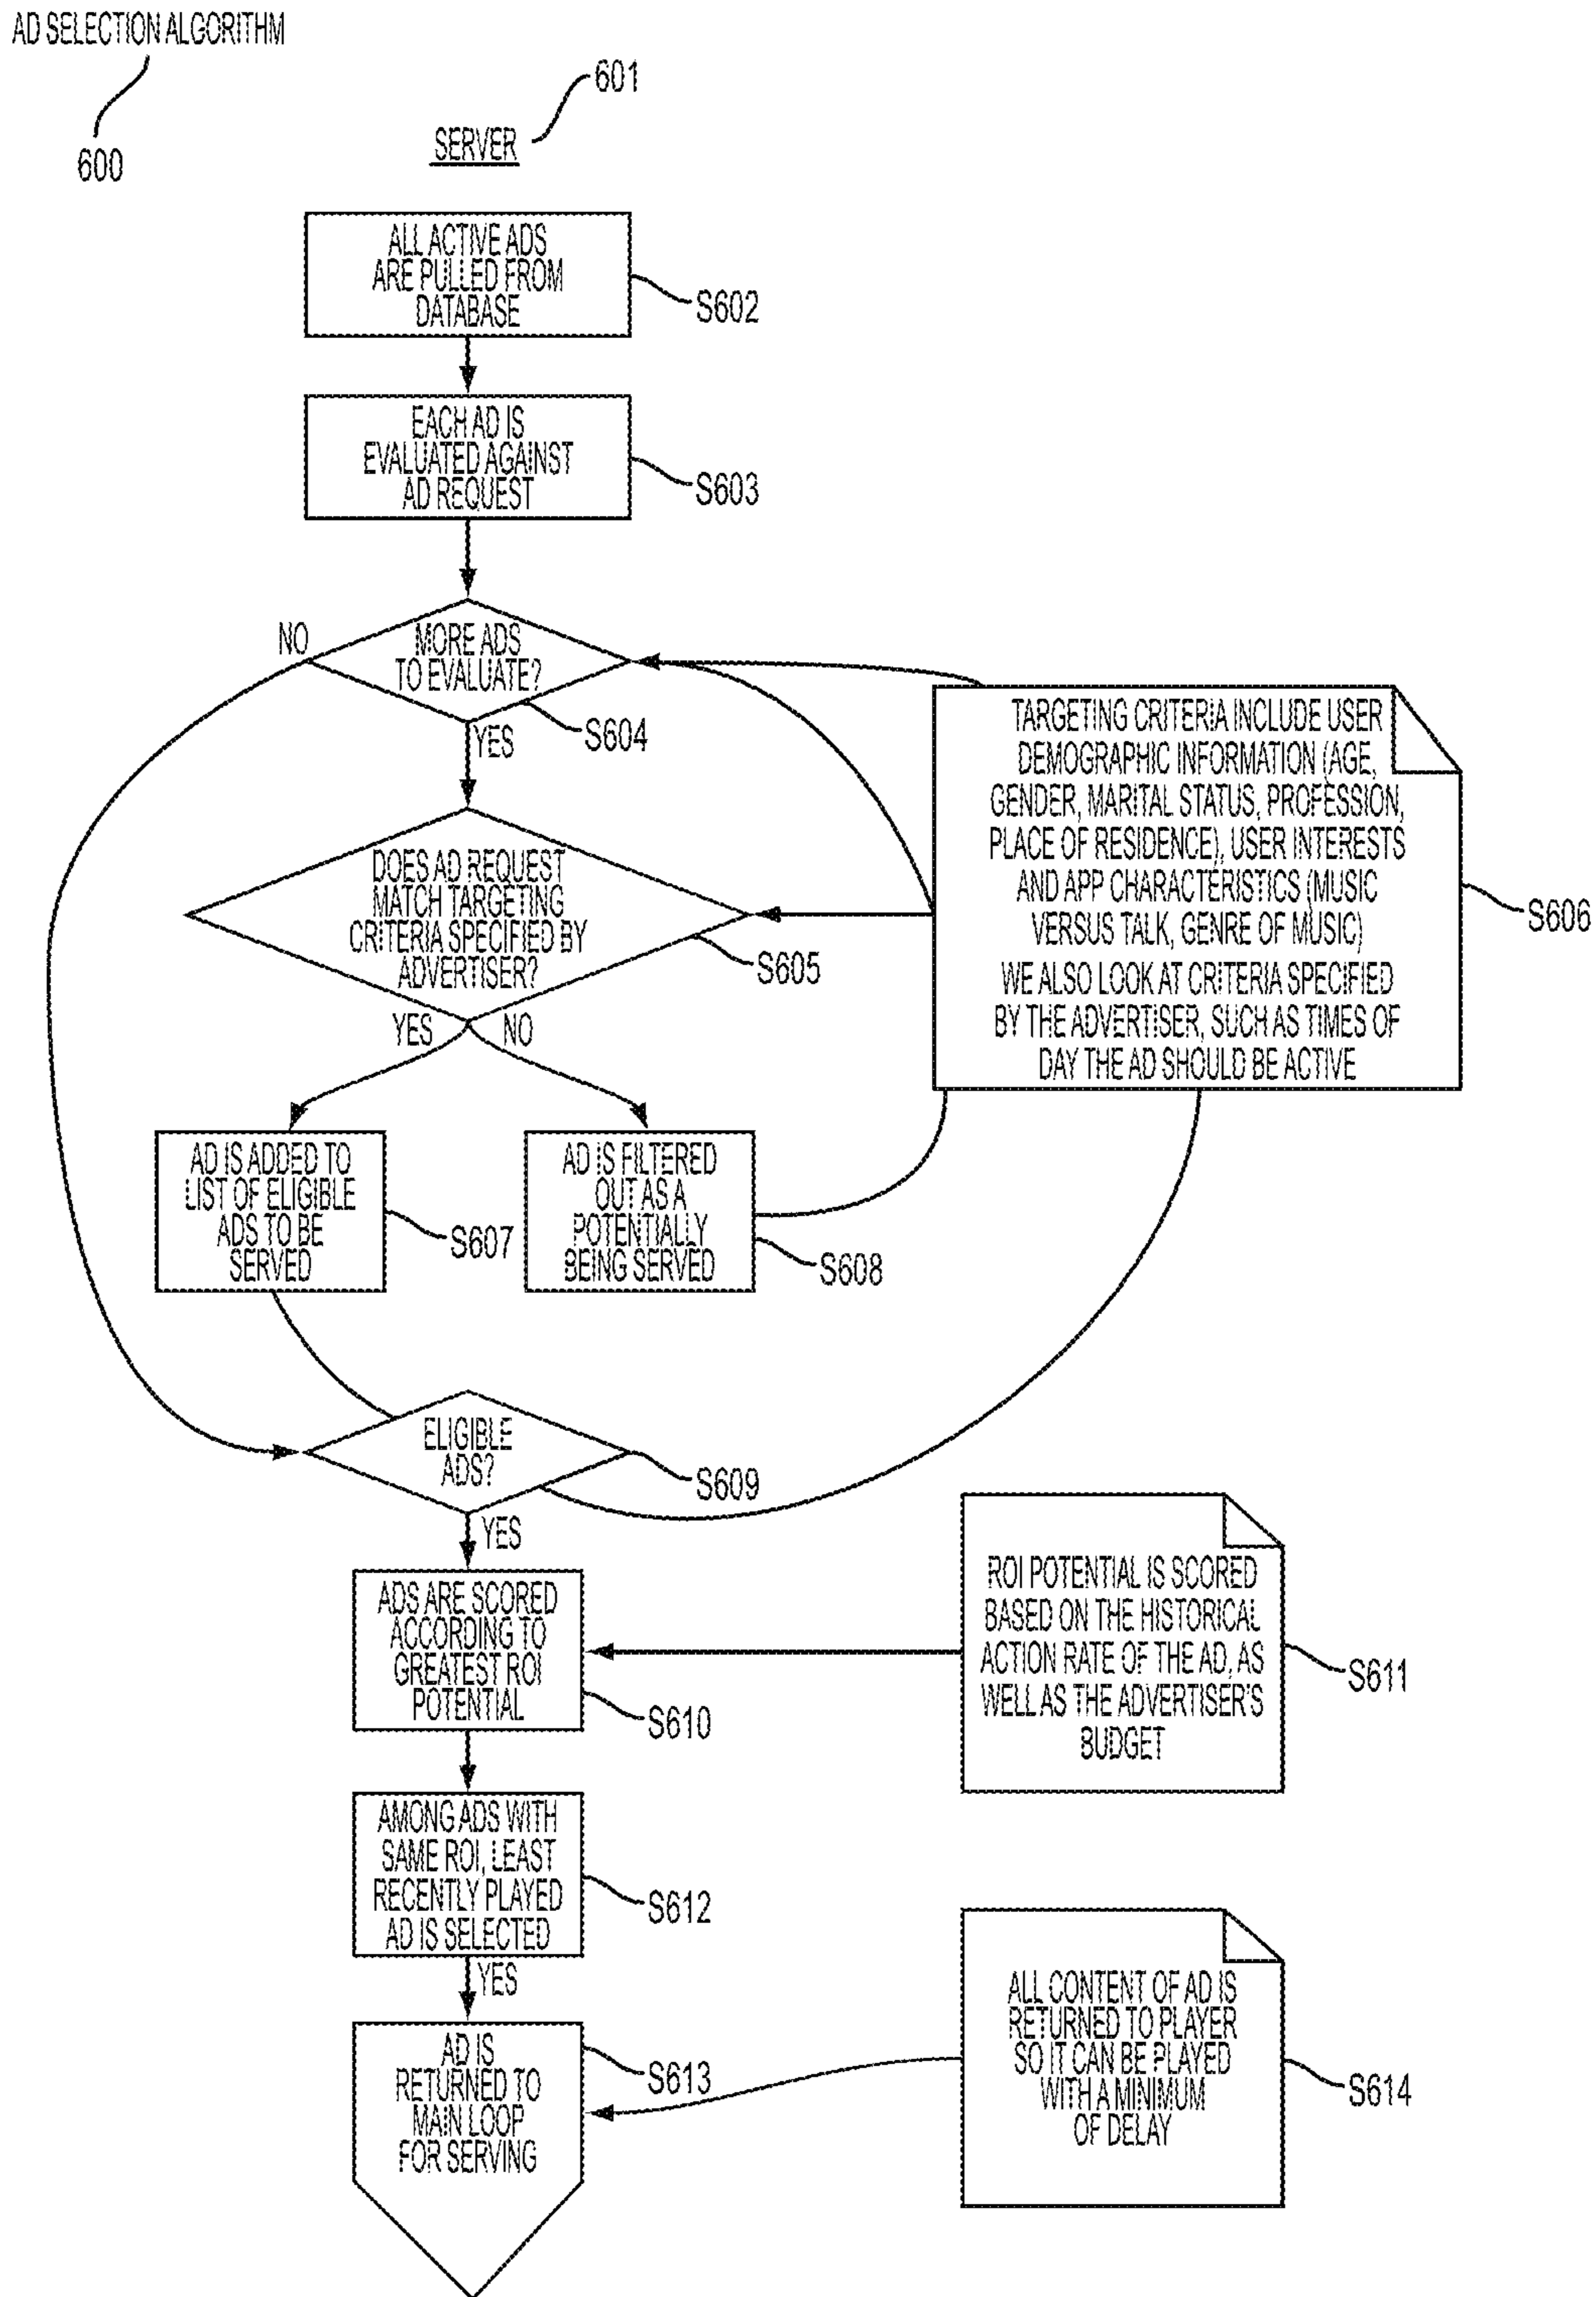 AD SELECTION ALGORITHM
600
601
SERVER
ALL ACTIVE ADS
ARE PULLED FROM
DATABASE
S602
EACH AD IS
EVALUATED AGAINST
AD REQUEST
S603
NO
MORE ADS
TO EVALUATE?
S604
YES
TARGETING CRITERIA INCLUDE USER
DEMOGRAPHIC INFORMATION (AGE,
GENDER, MARITAL STATUS, PROFESSION,
PLACE OF RESIDENCE), USER INTERESTS
AND APP CHARACTERISTICS (MUSIC
VERSUS TALK, GENRE OF MUSIC)
WE ALSO LOOK AT CRITERIA SPECIFIED
BY THE ADVERTISER, SUCH AS TIMES OF
DAY THE AD SHOULD BE ACTIVE
S606
DOES AD REQUEST
MATCH TARGETING
CRITERIA SPECIFIED BY
ADVERTISER?
S605
YES
NO
AD IS ADDED TO
LIST OF ELIGIBLE
ADS TO BE
SERVED
S607
AD IS FILTERED
OUT AS A
POTENTIALLY
BEING SERVED
S608
ELIGIBLE
ADS?
S609
YES
ADS ARE SCORED
ACCORDING TO
GREATEST ROI
POTENTIAL
S610
ROI POTENTIAL IS SCORED
BASED ON THE HISTORICAL
ACTION RATE OF THE AD, AS
WELL AS THE ADVERTISER'S
BUDGET
S611
AMONG ADS WITH
SAME ROI, LEAST
RECENTLY PLAYED
AD IS SELECTED
S612
YES
AD IS
RETURNED TO
MAIN LOOP
FOR SERVING
S613
ALL CONTENT OF AD IS
RETURNED TO PLAYER
SO IT CAN BE PLAYED
WITH A MINIMUM
OF DELAY
S614